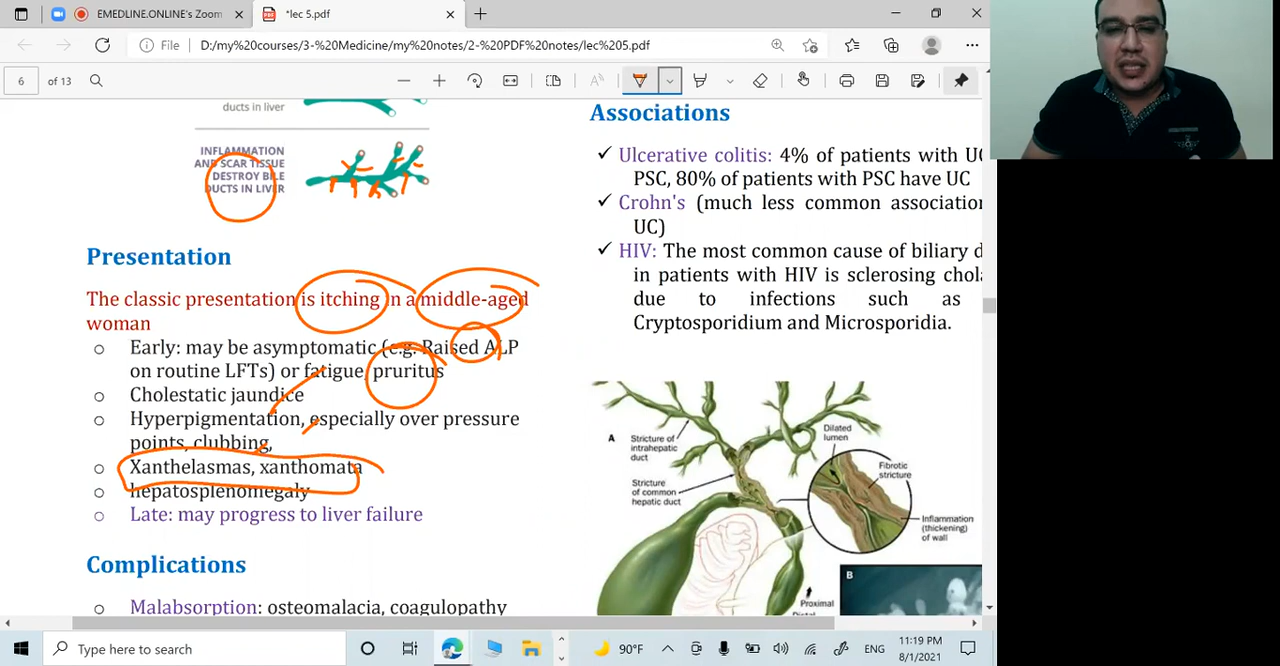 EMEDLINE.ONLINE's Zoom
*lec 5.pdf
File
D:/my%20courses/3-%20Medicine/my%20notes/2-%20PDF%20notes/lec%205.pdf
6
of 13
ducts in liver
INFLAMMATION
AND SCAR TISSUE
DESTROY BILE
DUCTS IN LIVER
Presentation
The classic presentation is itching in a middle-aged
woman
Early: may be asymptomatic (e.g. Raised ALP
on routine LFTs) or fatigue, pruritus
Cholestatic jaundice
Hyperpigmentation, especially over pressure
points, clubbing,
Xanthelasmas, xanthomata
hepatosplenomegaly
Late: may progress to liver failure
Complications
Malabsorption: osteomalacia, coagulopathy
Associations
Ulcerative colitis: 4% of patients with U
PSC, 80% of patients with PSC have UC
Crohn's (much less common association
UC)
HIV: The most common cause of biliary d
in patients with HIV is sclerosing chola
due to infections such as
Cryptosporidium and Microsporidia.
A
Stricture of
intrahepatic
duct
Stricture of
common
hepatic duct
Dilated
lumen
Fibrotic
stricture
Inflammation
(thickening)
of wall
Proximal
B
Type here to search
90°F
ENG
11:19 PM
8/1/2021